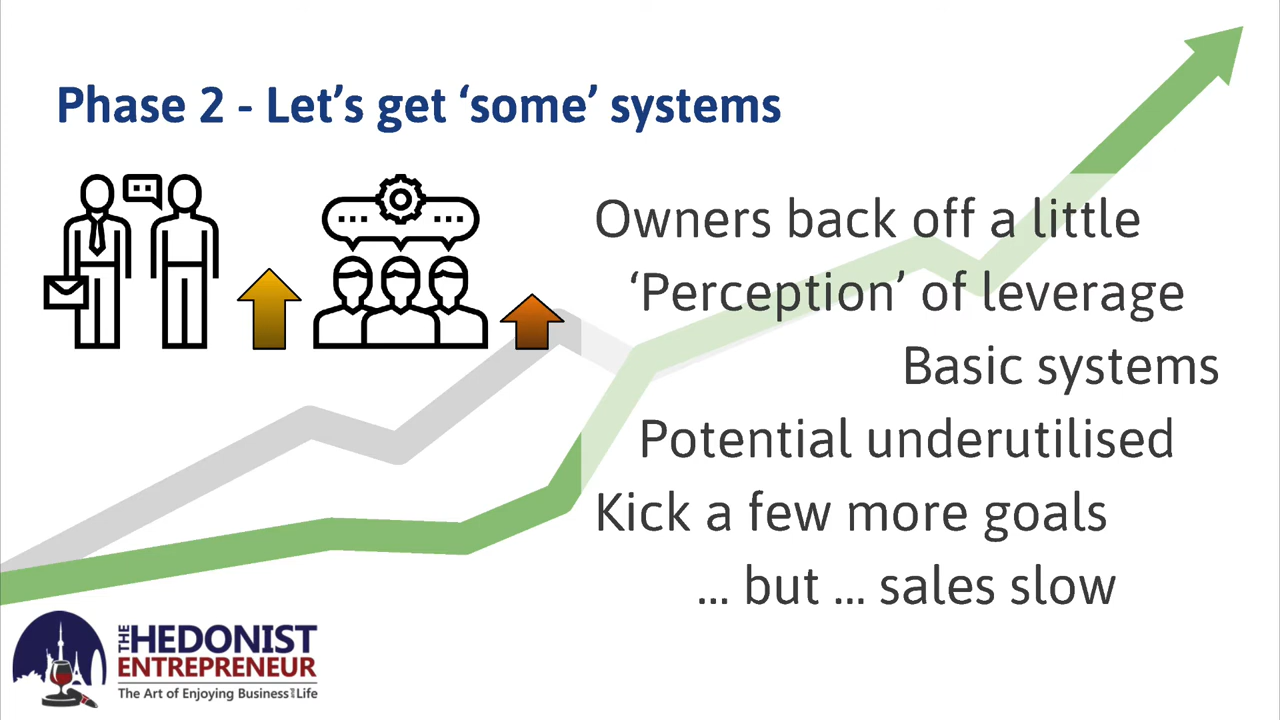 Phase 2 - Let's get ‘some’ systems
Owners back off a little
‘Perception’ of leverage
Basic systems
Potential underutilised
Kick a few more goals
... but ... sales slow
THE HEDONIST
ENTREPRENEUR
The Art of Enjoying Business and Life